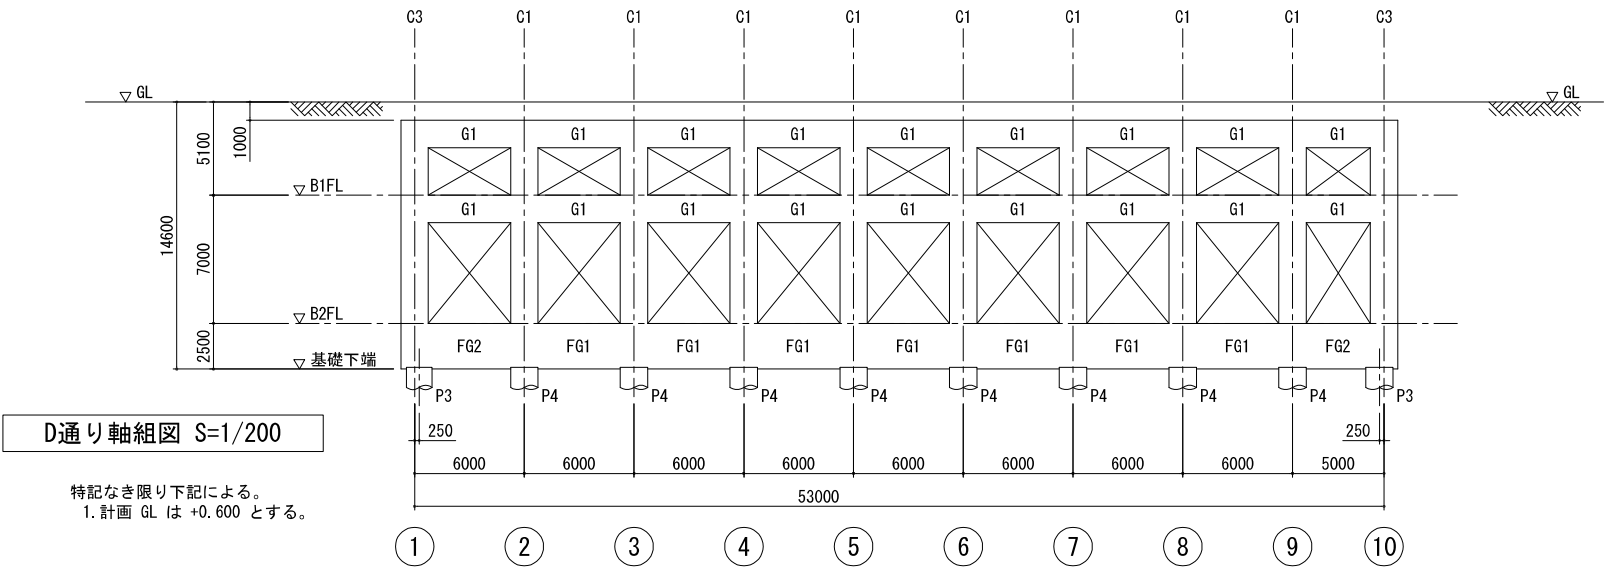 C3 C1 C1 C1 C1 C1 C1 C1 C1 C3
GL GL
1000
5100
G1 G1 G1 G1 G1 G1 G1 G1 G1
B1FL
14600
7000
G1 G1 G1 G1 G1 G1 G1 G1 G1
B2FL
2500
FG2 FG1 FG1 FG1 FG1 FG1 FG1 FG1 FG2
基礎下端
P3 P4 P4 P4 P4 P4 P4 P4 P4 P3
D通り軸組図 S=1/200
250 250
6000 6000 6000 6000 6000 6000 6000 6000 5000
53000
特記なき限り下記による。
1.計画 GL は +0.600 とする。
1 2 3 4 5 6 7 8 9 10